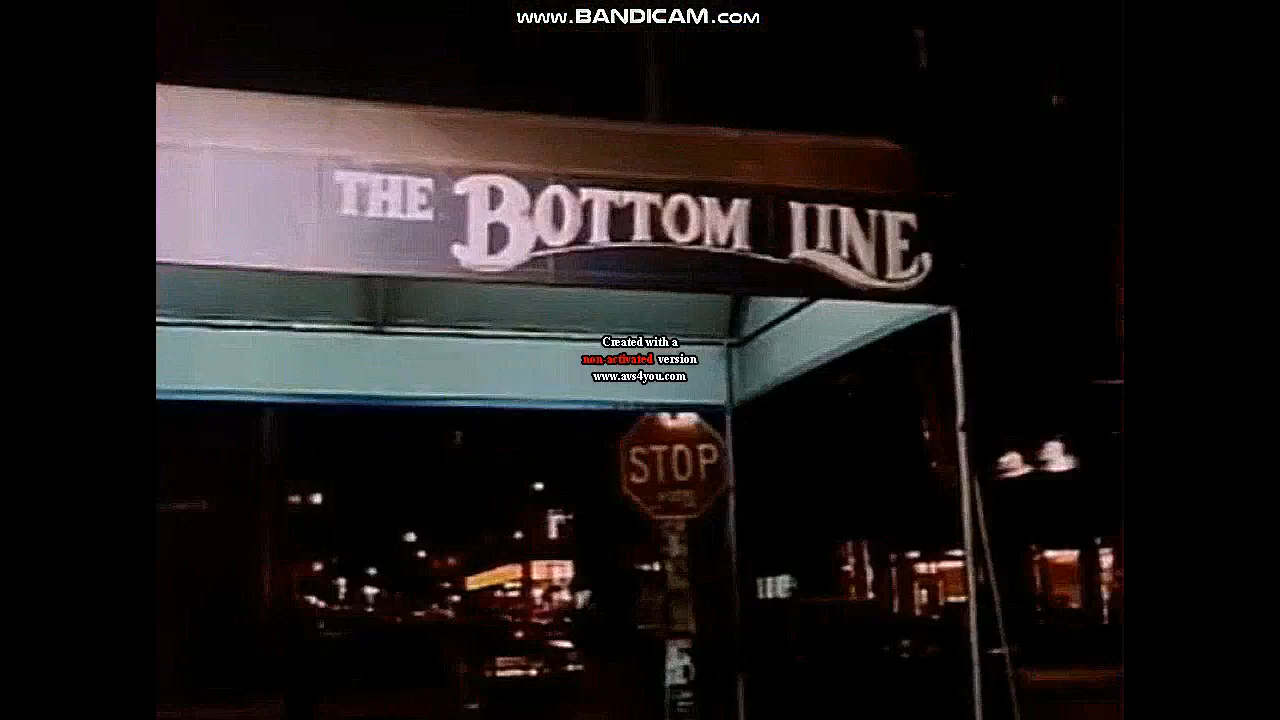 www.BANDICAM.com
THE BOTTOM LINE
Created with a
non-activated version
www.avs4you.com
STOP